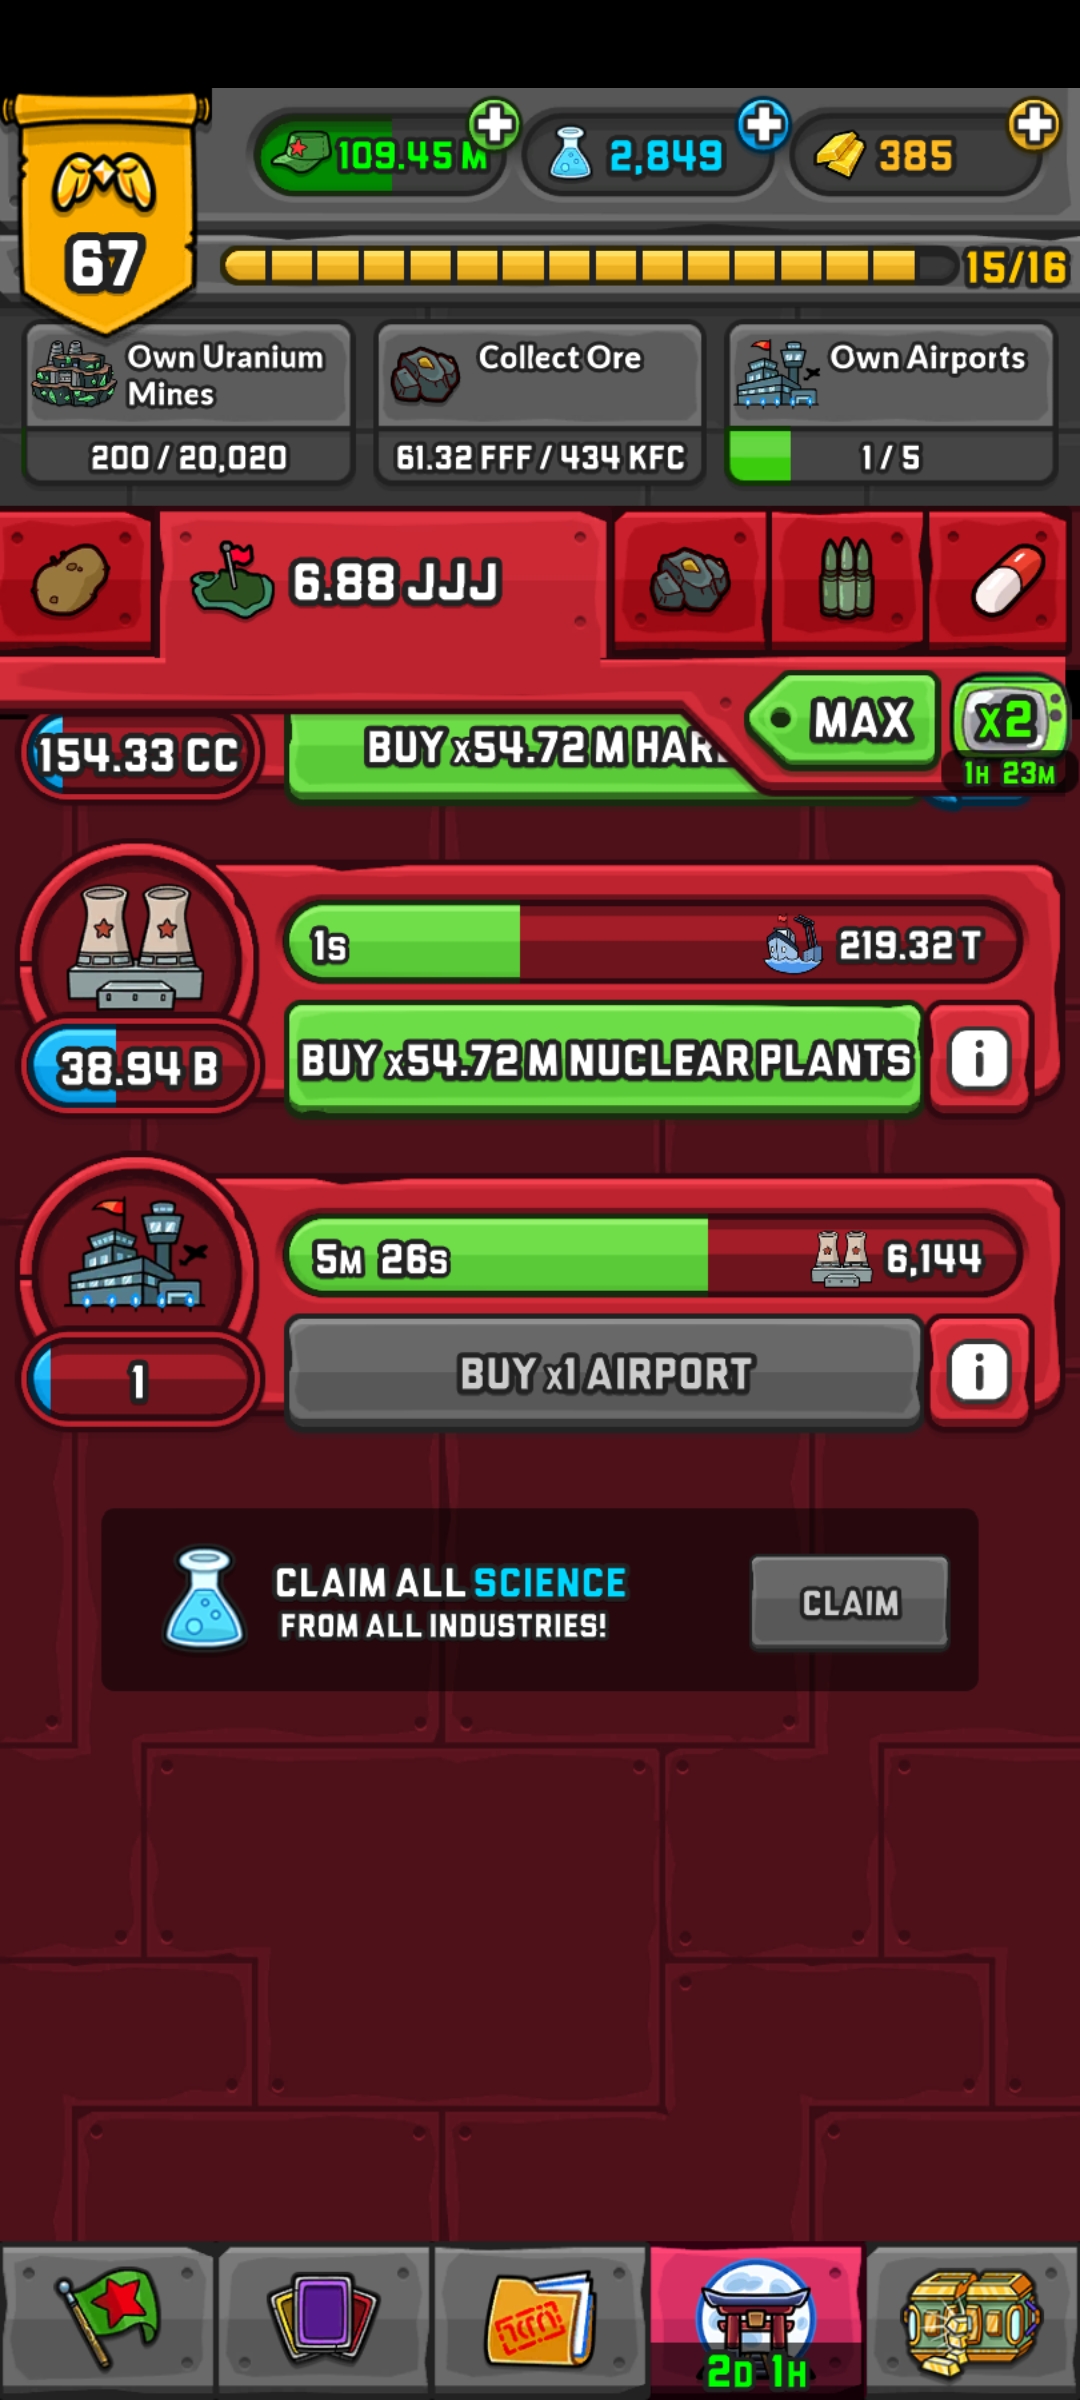 109.45 M
2,849
385
67
15/16
Own Uranium
Mines
200 / 20,020
Collect Ore
61.32 FFF / 434 KFC
Own Airports
1 / 5
6.88 JJJ
MAX
x2
1H 23M
154.33 CC
BUY x54.72 M HAR
1S
219.32 T
38.94 B
BUY x54.72 M NUCLEAR PLANTS
i
5M 26S
6,144
1
BUY x1 AIRPORT
i
CLAIM ALL SCIENCE
FROM ALL INDUSTRIES!
CLAIM
2D 1H